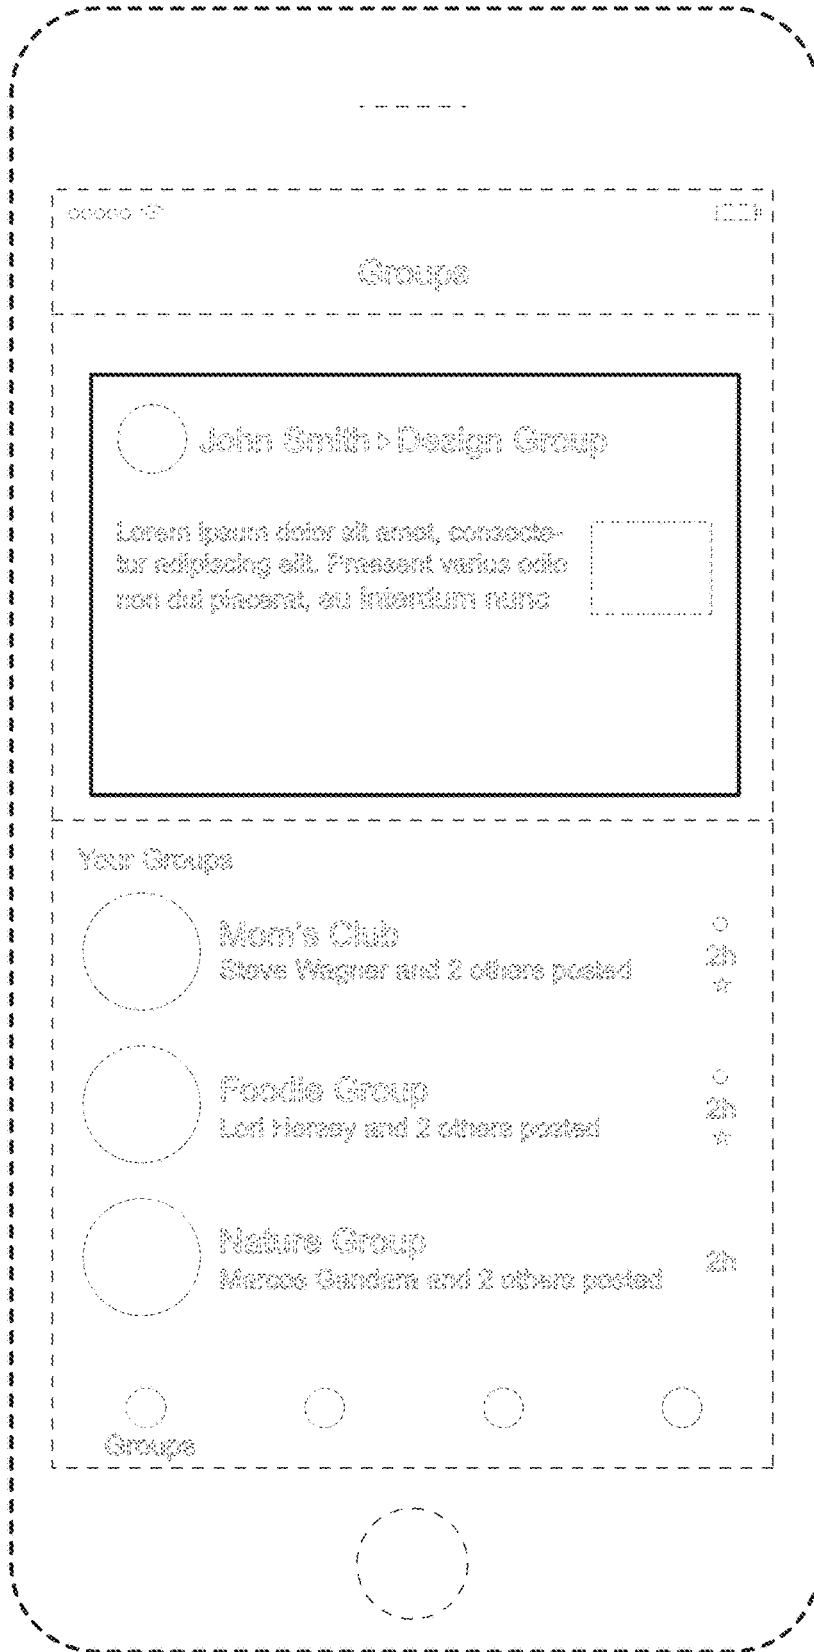 Groups
John Smith ▸ Design Group
Lorem ipsum dolor sit amet, consecte-
tur adipiscing elit. Praesent varius odio
non dui placerat, eu interdum nunc
Your Groups
Mom's Club
Steve Wagner and 2 others posted
2h
Foodie Group
Lori Hersey and 2 others posted
2h
Nature Group
Marcos Gandara and 2 others posted
2h
Groups